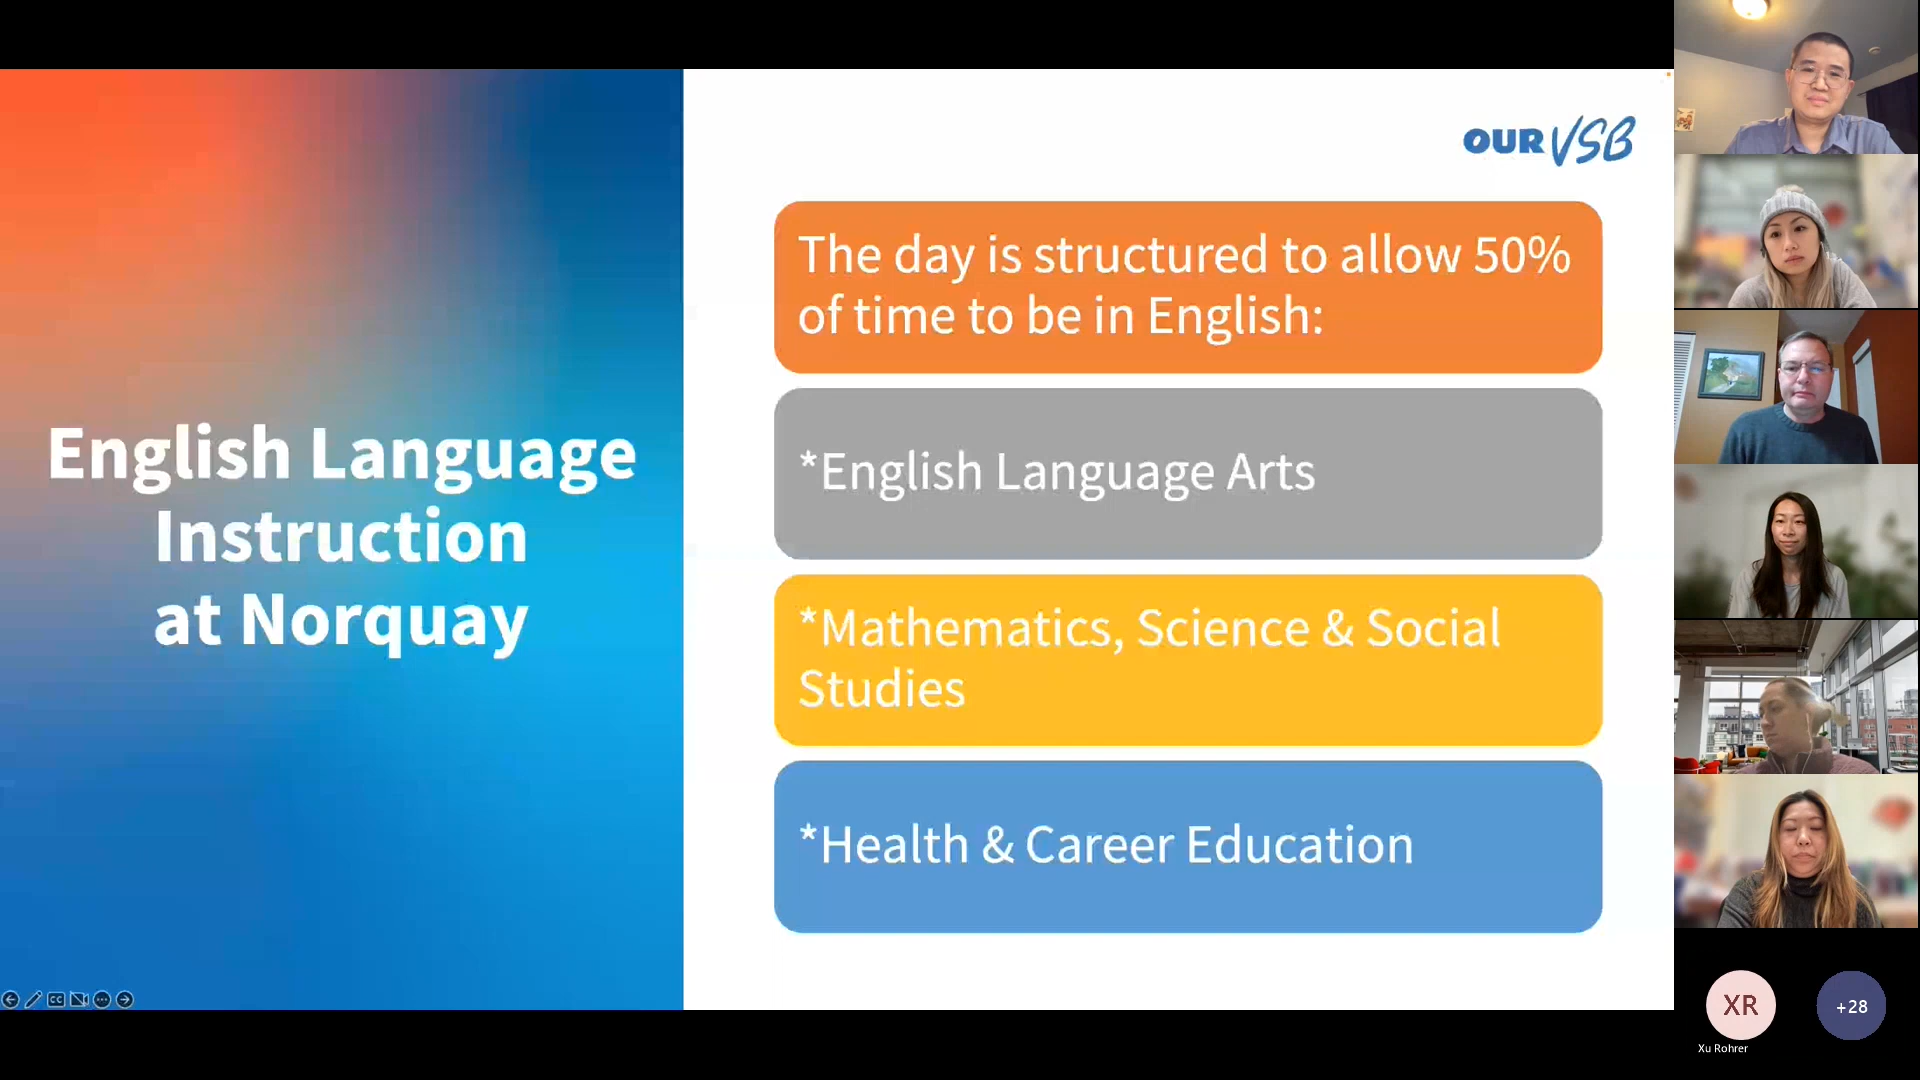 English Language
Instruction
at Norquay
OUR VSB
The day is structured to allow 50%
of time to be in English:
*English Language Arts
*Mathematics, Science & Social
Studies
*Health & Career Education
CC
XR
+28
Xu Rohrer